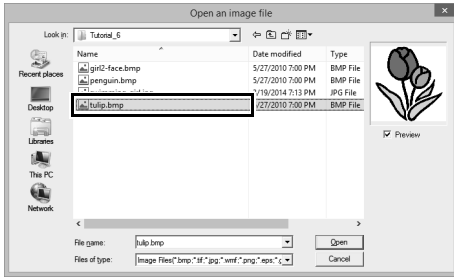 Open an image file
Look in: Tutorial_6
Name Date modified Type
girl2-face.bmp 5/27/2010 7:00 PM BMP File
penguin.bmp 5/27/2010 7:00 PM BMP File
/19/2014 7:13 PM JPG File
tulip.bmp /27/2010 7:00 PM BMP File
Recent places
Desktop
Libraries
This PC
Network
Preview
File name: tulip.bmp Open
Files of type: Image Files(*.bmp;*.tif;*.jpg;*.wmf;*.png;*.eps;*. Cancel